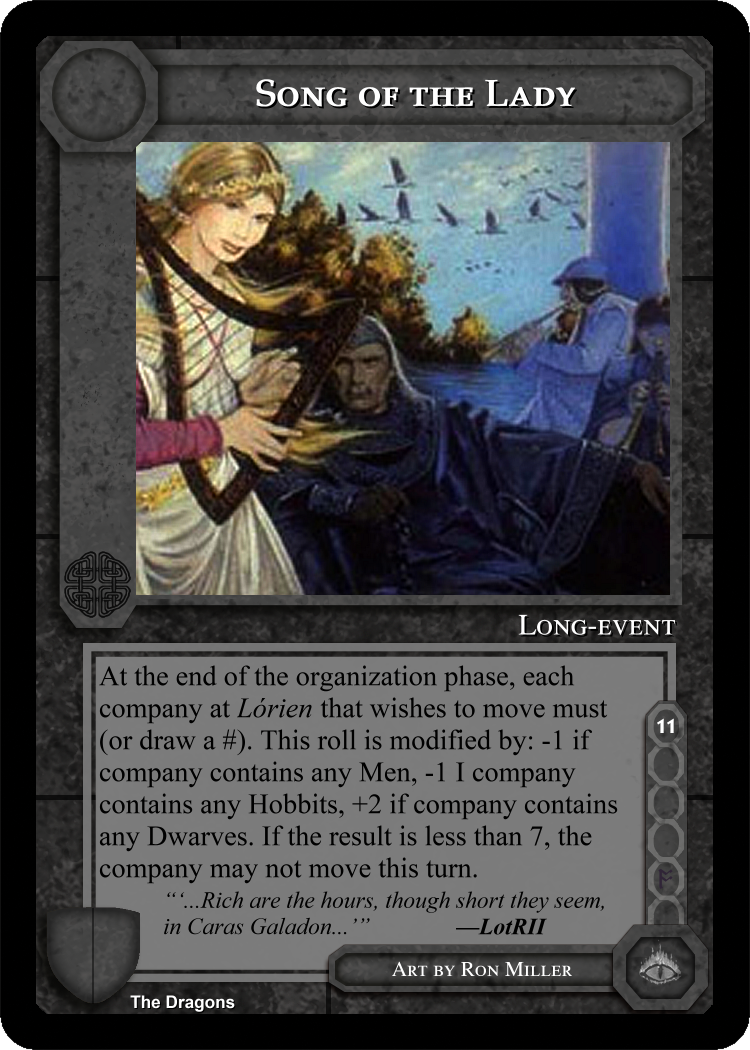 Song of the Lady
Long-event
At the end of the organization phase, each
company at Lórien that wishes to move must
(or draw a #). This roll is modified by: -1 if
company contains any Men, -1 I company
contains any Hobbits, +2 if company contains
any Dwarves. If the result is less than 7, the
company may not move this turn.
11
“‘...Rich are the hours, though short they seem,
in Caras Galadon...’” —LotRII
Art by Ron Miller
The Dragons